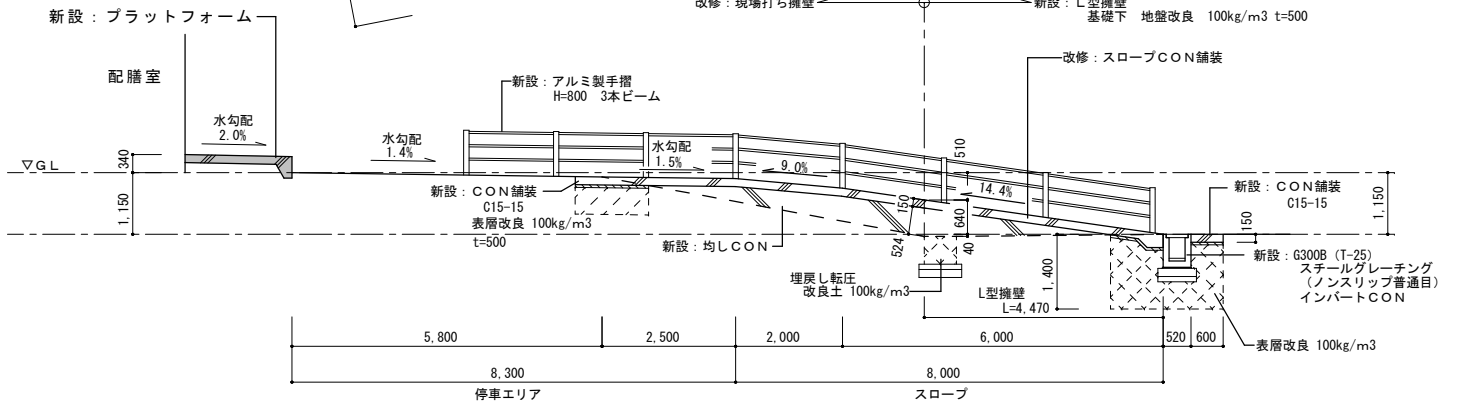 新設：プラットフォーム
改修：現場打ち擁壁
新設：L型擁壁
基礎下　地盤改良　100kg/m3 t=500
配膳室
新設：アルミ製手摺
H=800　3本ビーム
改修：スロープCON舗装
水勾配
2.0%
水勾配
1.4%
水勾配
1.5%
9.0%
14.4%
510
▽GL
340
1,150
新設：CON舗装
C15-15
表層改良 100kg/m3
t=500
新設：均しCON
150
640
524
40
新設：CON舗装
C15-15
150
1,150
新設：G300B（T-25）
スチールグレーチング
（ノンスリップ普通目）
インバートCON
埋戻し転圧
改良土 100kg/m3
L型擁壁
L=4,470
1,400
表層改良 100kg/m3
5,800
2,500
2,000
6,000
520
600
8,300
8,000
停車エリア
スロープ